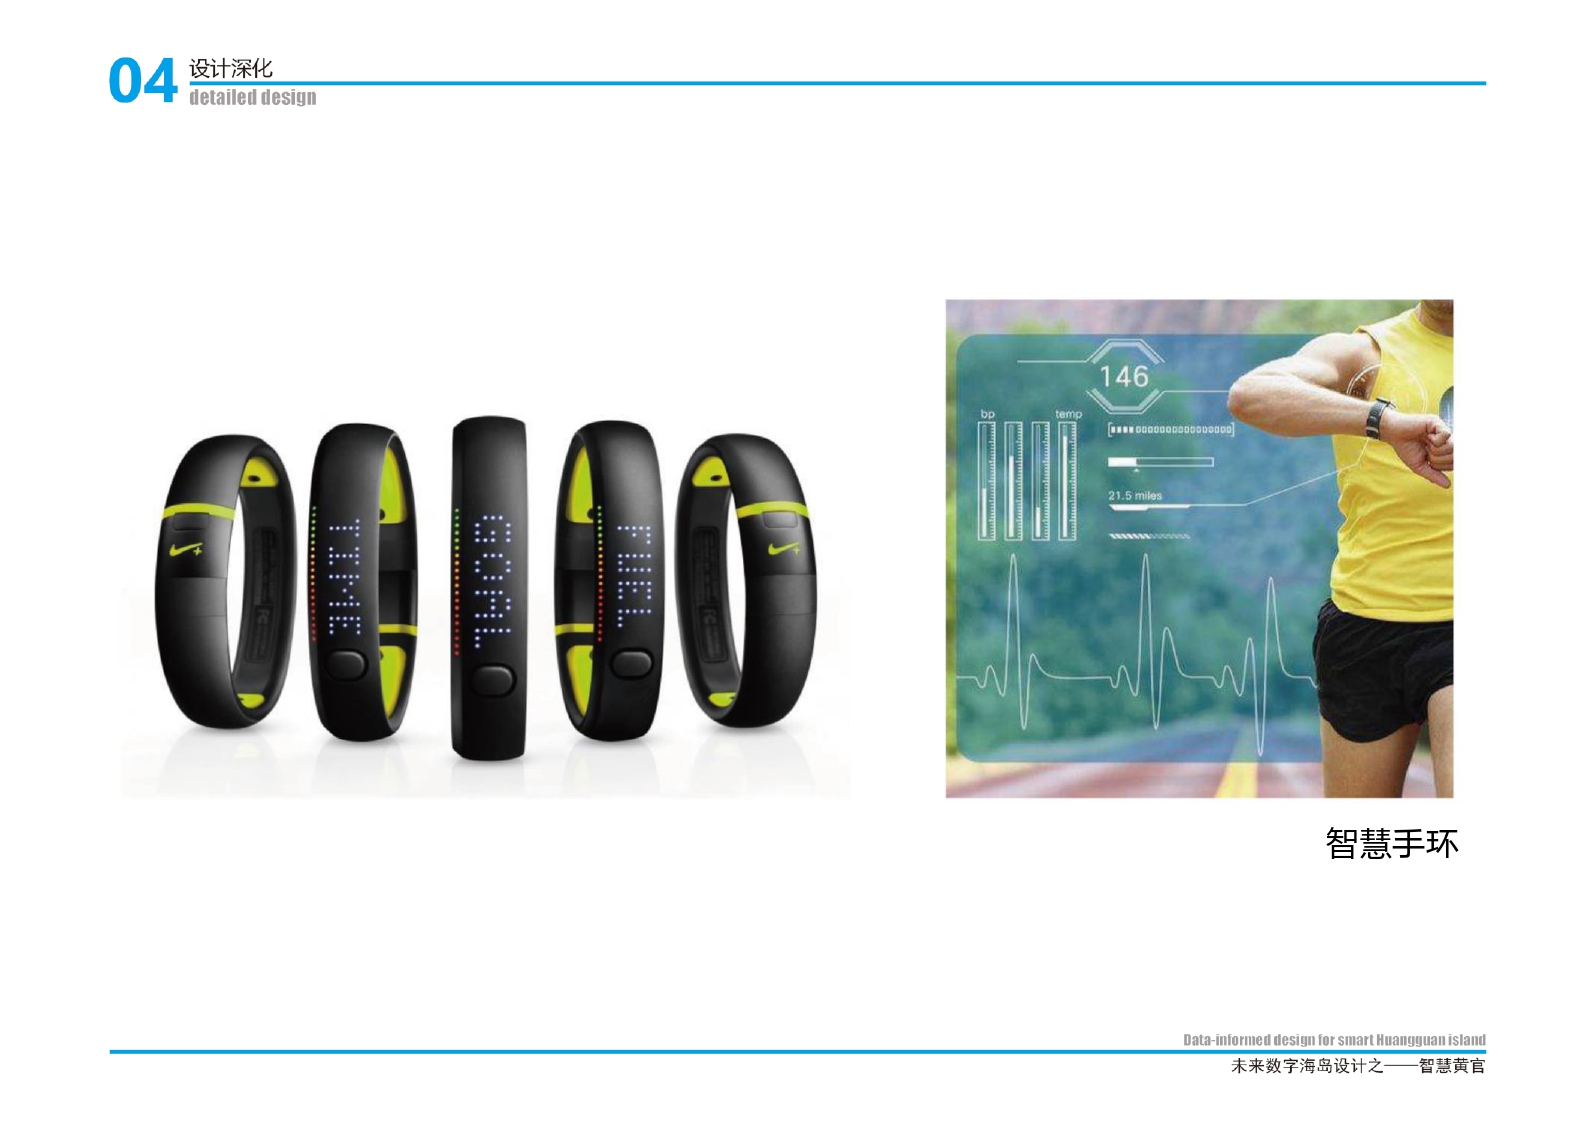 04
设计深化
detailed design
TIME
GOAL
FUEL
146
bp
temp
21.5 miles
智慧手环
Data-informed design for smart Huangguan island
未来数字海岛设计之——智慧黄官